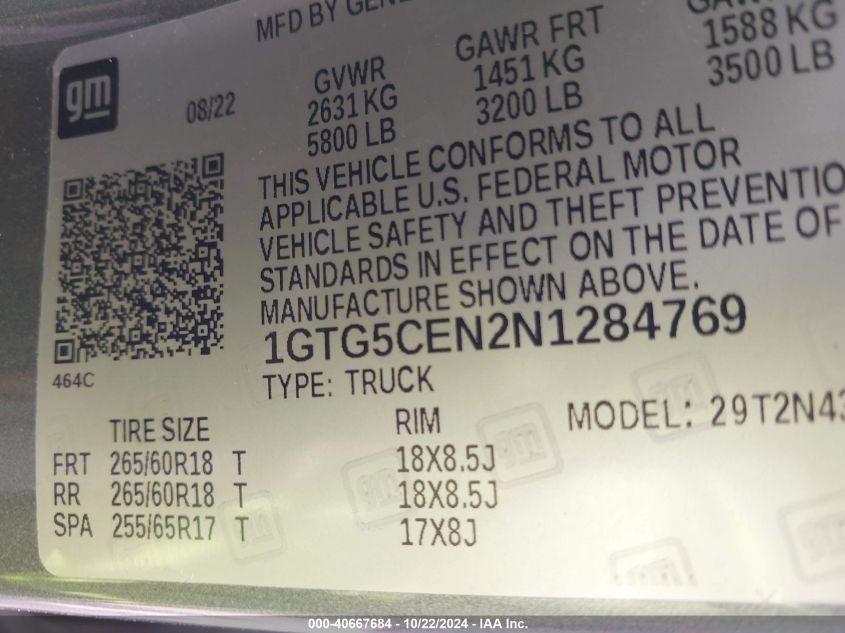 MFD BY
gm
08/22
GVWR
2631 KG
5800 LB
GAWR FRT
1451 KG
3200 LB
1588 KG
3500 LB
THIS VEHICLE CONFORMS TO ALL
APPLICABLE U.S. FEDERAL MOTOR
VEHICLE SAFETY AND THEFT PREVENTIO
STANDARDS IN EFFECT ON THE DATE OF
MANUFACTURE SHOWN ABOVE.
1GTG5CEN2N1284769
464C
TYPE: TRUCK
MODEL: 29T2N43
TIRE SIZE RIM
FRT 265/60R18 T 18X8.5J
RR 265/60R18 T 18X8.5J
SPA 255/65R17 T 17X8J
000-40667684 - 10/22/2024 - IAA Inc.